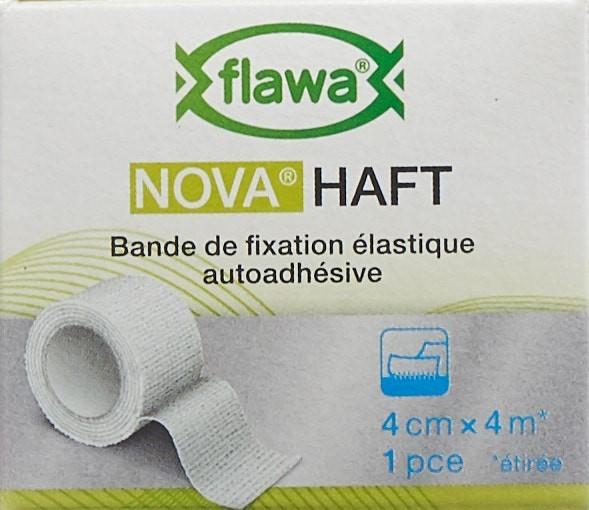 flawa®
NOVA® HAFT
Bande de fixation élastique
autoadhésive
4 cm x 4 m*
1 pce *étirée